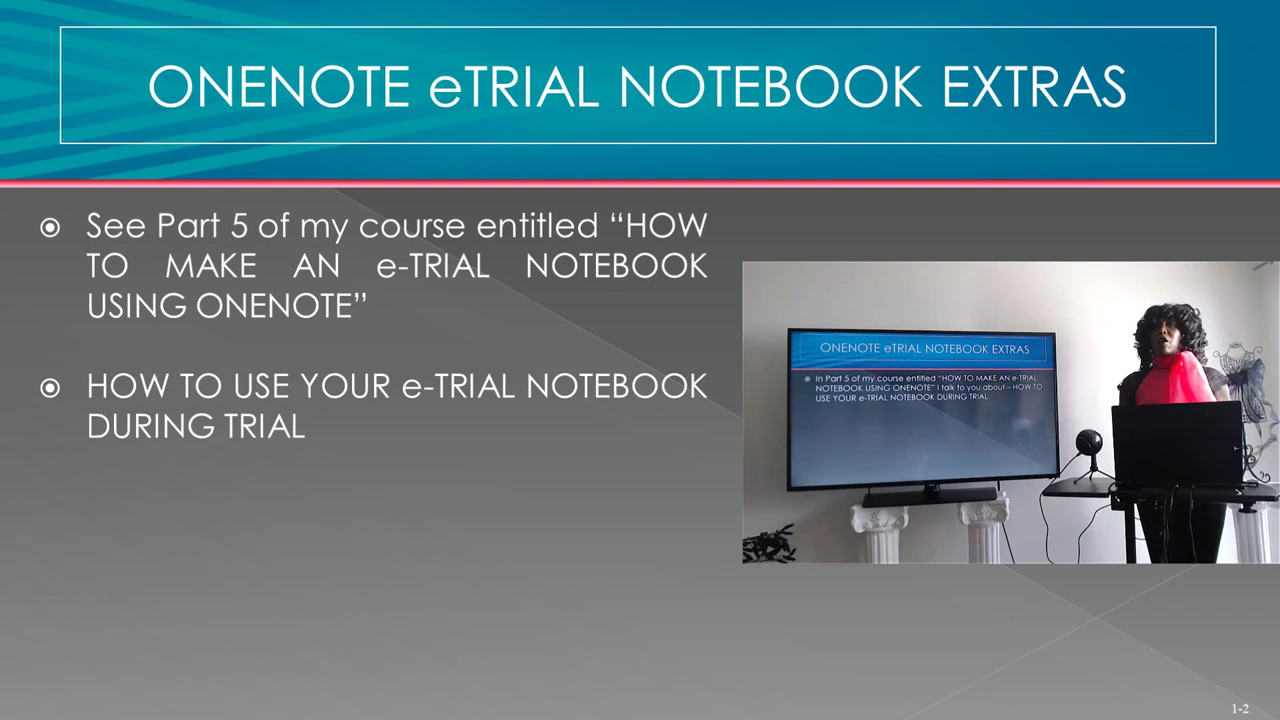 ONENOTE eTRIAL NOTEBOOK EXTRAS
See Part 5 of my course entitled “HOW
TO MAKE AN e-TRIAL NOTEBOOK
USING ONENOTE”
HOW TO USE YOUR e-TRIAL NOTEBOOK
DURING TRIAL
ONENOTE eTRIAL NOTEBOOK EXTRAS
In Part 5 of my course entitled “HOW TO MAKE AN e-TRIAL
NOTEBOOK USING ONENOTE” I talk to you about – HOW TO
USE YOUR e-TRIAL NOTEBOOK DURING TRIAL.
1-2